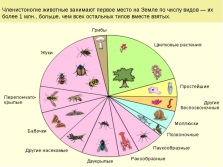 Членистоногие животные занимают первое место на Земле по числу видов — их
более 1 млн., больше, чем всех остальных типов вместе взятых.
Грибы
Цветковые растения
Жуки
Простейшие
Другие
беспозвоночные
Перепончато-
крылые
Моллюски
Позвоночные
Бабочки
Паукообразные
Другие насекомые
Ракообразные
Двукрылые